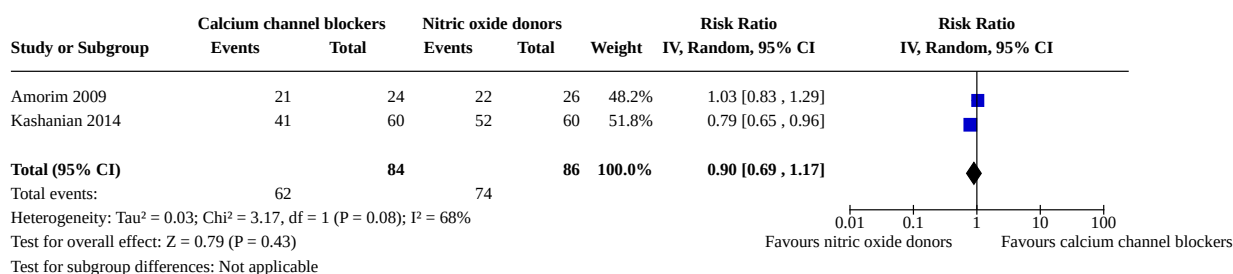 Calcium channel blockers Nitric oxide donors Risk Ratio Risk Ratio
Study or Subgroup Events Total Events Total Weight IV, Random, 95% CI IV, Random, 95% CI
Amorim 2009 21 24 22 26 48.2% 1.03 [0.83 , 1.29]
Kashanian 2014 41 60 52 60 51.8% 0.79 [0.65 , 0.96]
Total (95% CI) 84 86 100.0% 0.90 [0.69 , 1.17]
Total events: 62 74
Heterogeneity: Tau² = 0.03; Chi² = 3.17, df = 1 (P = 0.08); I² = 68%
0.01 0.1 1 10 100
Test for overall effect: Z = 0.79 (P = 0.43)
Favours nitric oxide donors Favours calcium channel blockers
Test for subgroup differences: Not applicable